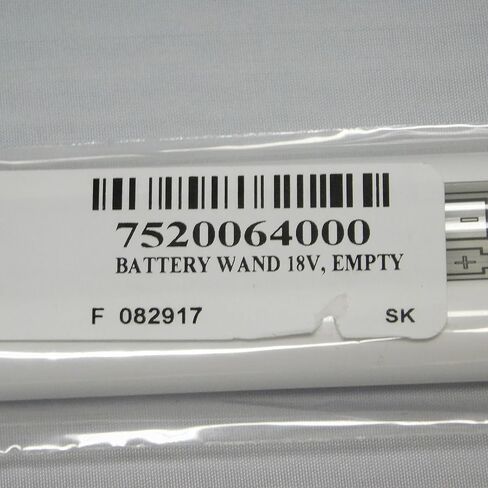 7520064000
BATTERY WAND 18V, EMPTY
F 082917 SK